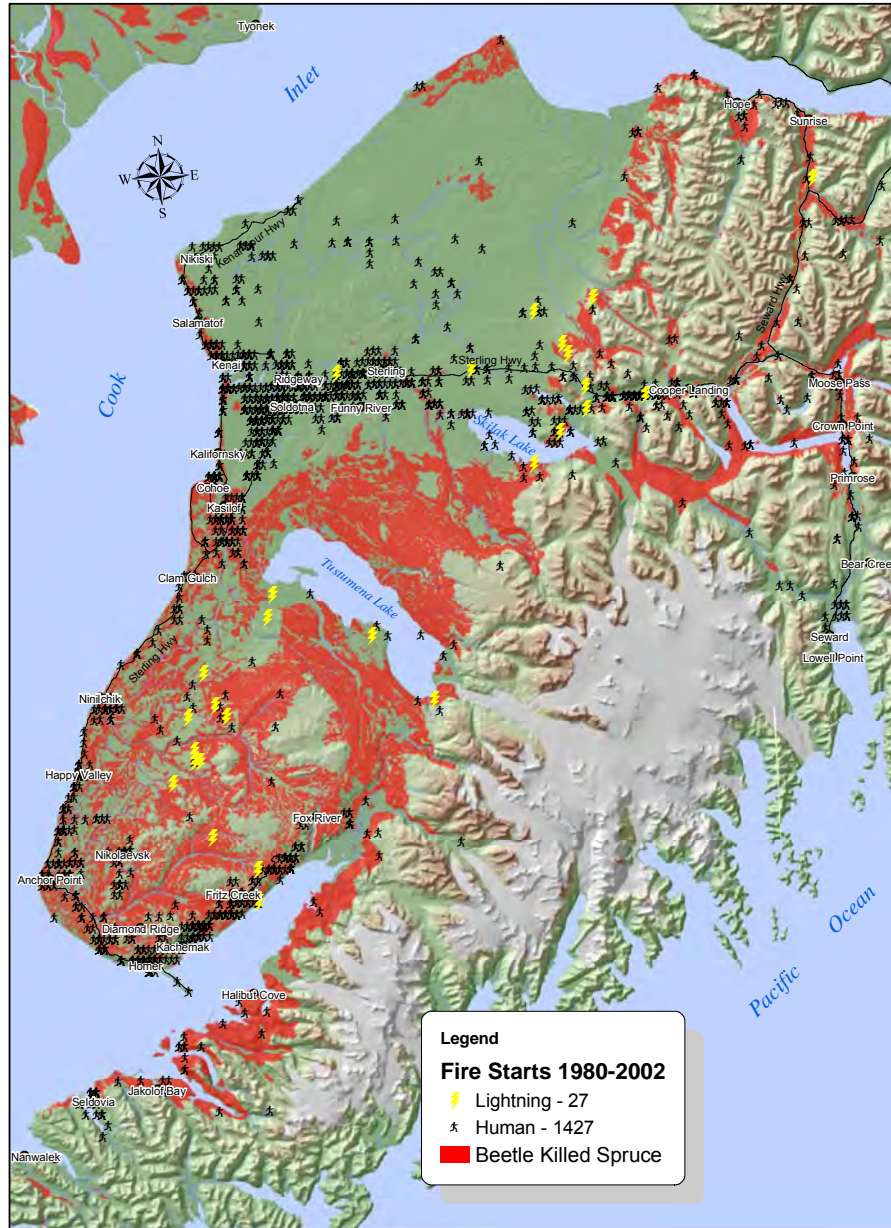 Tyonek
Inlet
Hope
Sunrise
N
W E
S
Kenai Spur Hwy
Nikiski
Seward Hwy
Salamatof
Sterling Hwy
Kenai
Ridgeway
Sterling
Cooper Landing
Moose Pass
Cook
Soldotna
Funny River
Skilak Lake
Crown Point
Kalifornsky
Primrose
Cohoe
Kasilof
Clam Gulch
Tustumena Lake
Bear Cree
Seward
Lowell Point
Sterling Hwy
Ninilchik
Happy Valley
Fox River
Nikolaevsk
Anchor Point
Fritz Creek
Diamond Ridge
Kachemak
Homer
Ocean
Pacific
Halibut Cove
Jakolof Bay
Seldovia
Nanwalek
Legend
Fire Starts 1980-2002
Lightning - 27
Human - 1427
Beetle Killed Spruce